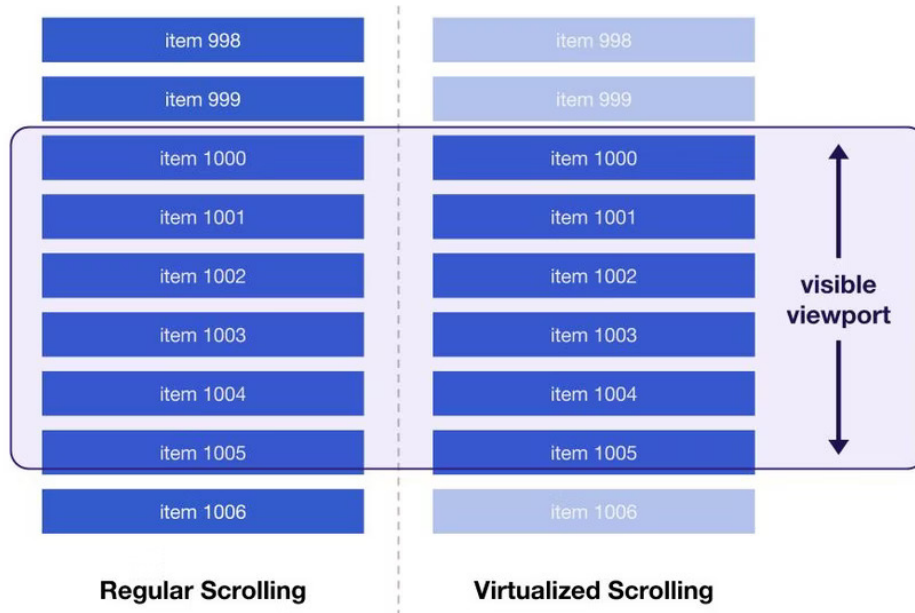 item 998
item 999
item 1000
item 1001
item 1002
item 1003
item 1004
item 1005
item 1006
Regular Scrolling
item 998
item 999
item 1000
item 1001
item 1002
item 1003
item 1004
item 1005
item 1006
Virtualized Scrolling
visible
viewport